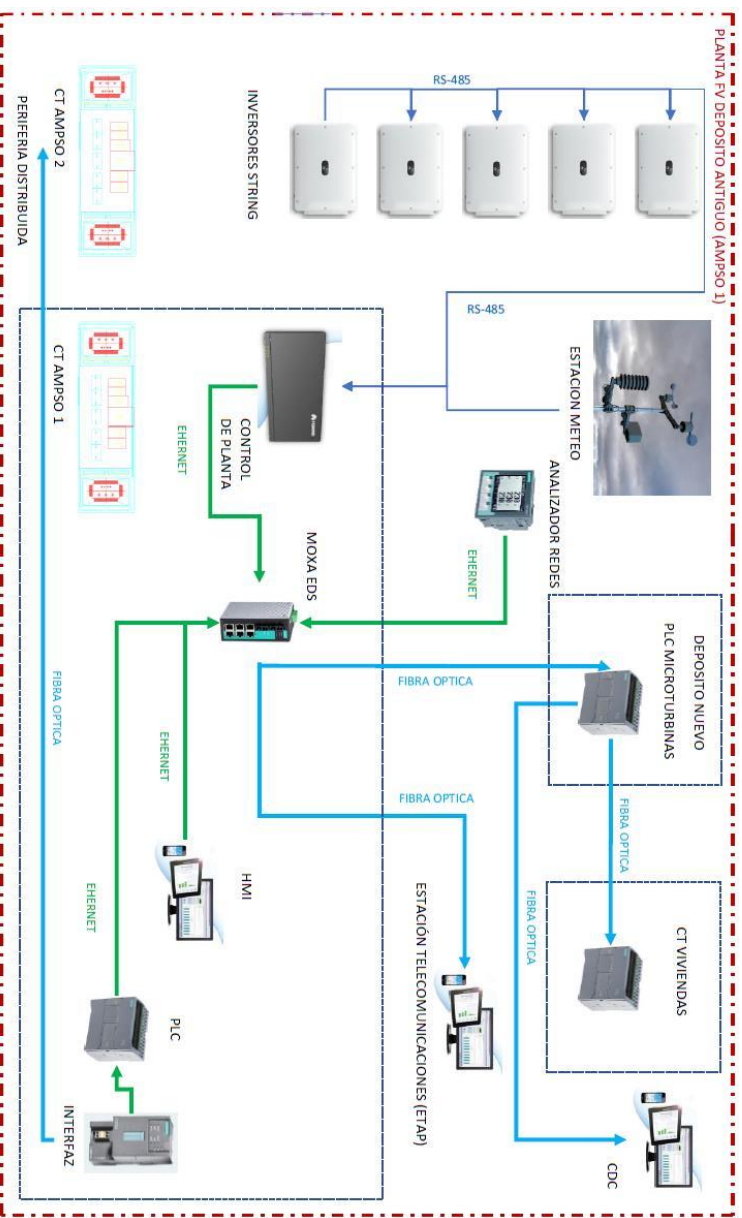 PLANTA FV DEPOSITO ANTIGUO (AMPSO 1)
RS-485
INVERSORES STRING
RS-485
ESTACION METEO
ANALIZADOR REDES
EHERNET
DEPOSITO NUEVO
PLC MICROTURBINAS
FIBRA OPTICA
CT VIVIENDAS
FIBRA OPTICA
FIBRA OPTICA
FIBRA OPTICA
CDC
ESTACIÓN TELECOMUNICACIONES (ETAP)
CT AMPSO 2
PERIFERIA DISTRIBUIDA
CT AMPSO 1
CONTROL
DE PLANTA
EHERNET
MOXA EDS
EHERNET
HMI
EHERNET
PLC
INTERFAZ
FIBRA OPTICA